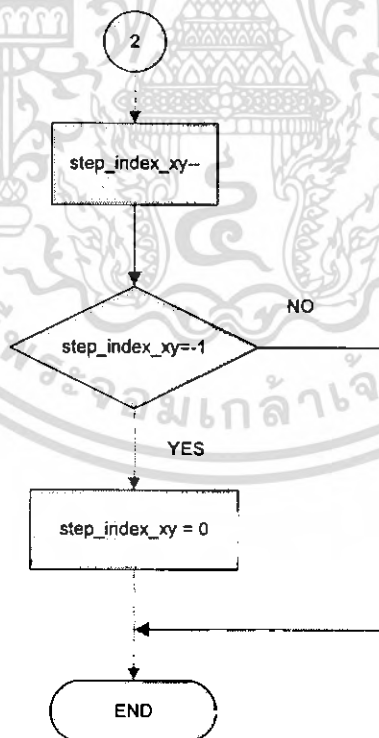 2
step_index_xy--
step_index_xy=-1
NO
YES
step_index_xy = 0
END